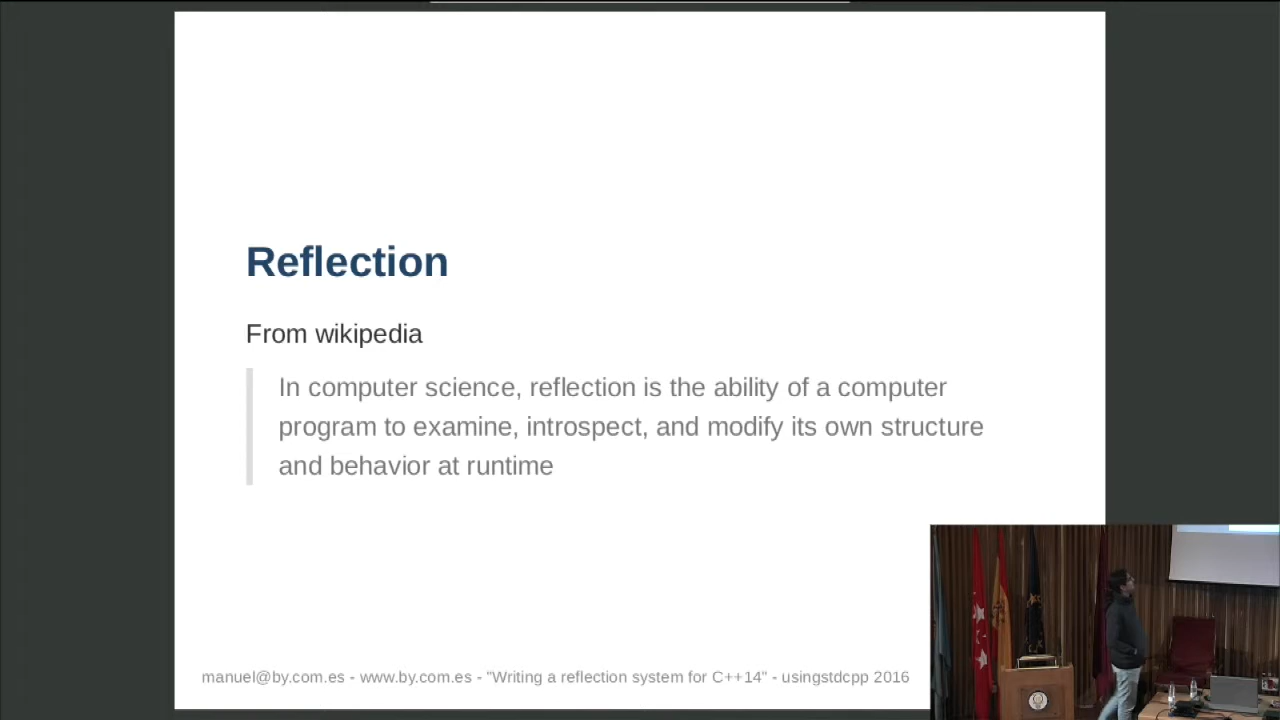 Reflection
From wikipedia
In computer science, reflection is the ability of a computer
program to examine, introspect, and modify its own structure
and behavior at runtime
manuel@by.com.es - www.by.com.es - "Writing a reflection system for C++14" - usingstdcpp 2016